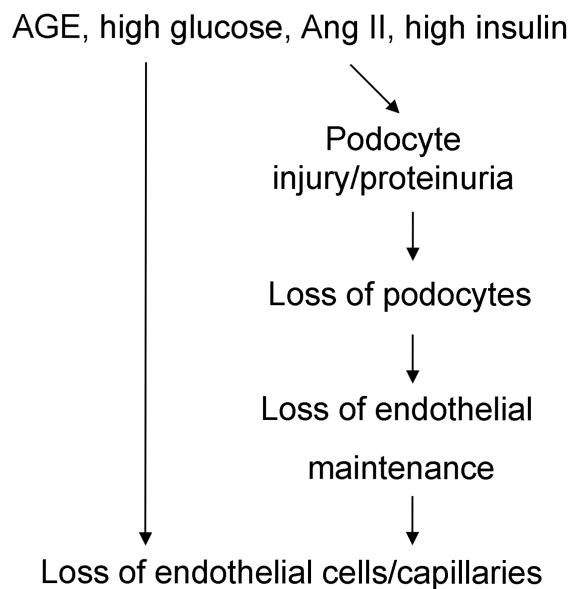 AGE, high glucose, Ang II, high insulin
Podocyte
injury/proteinuria
Loss of podocytes
Loss of endothelial
maintenance
Loss of endothelial cells/capillaries